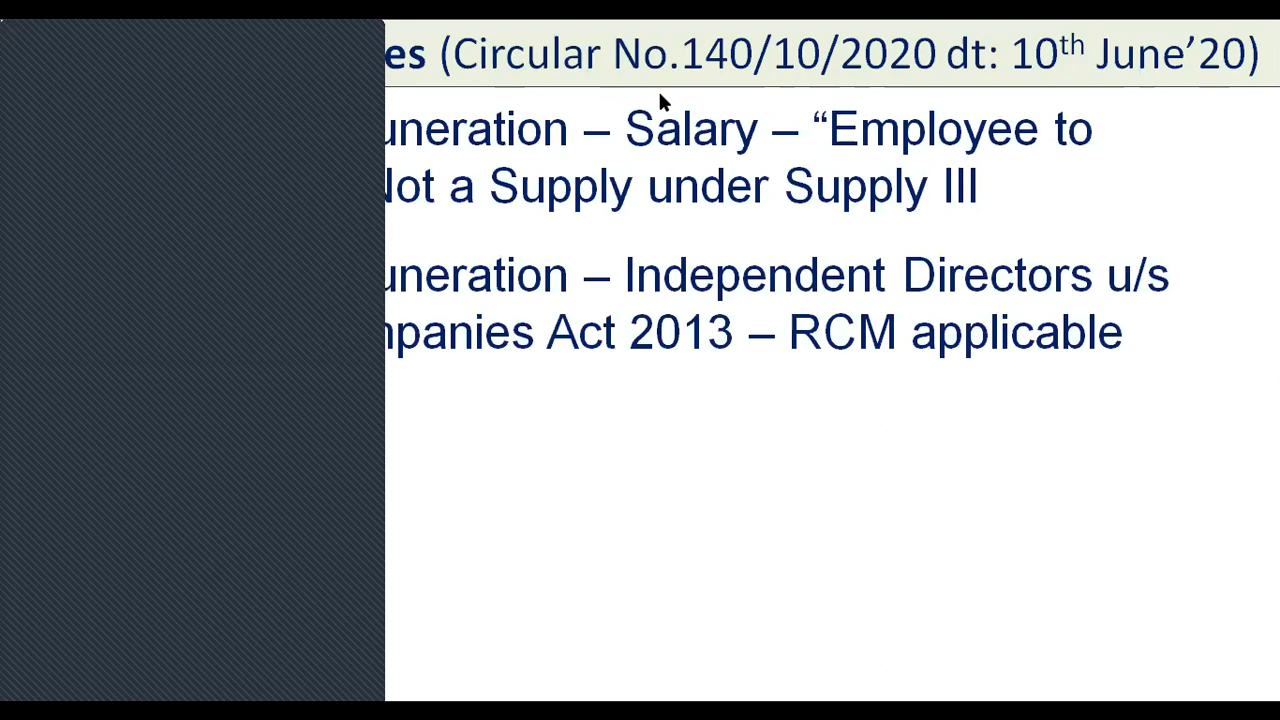 es (Circular No.140/10/2020 dt: 10th June’20)
uneration – Salary – “Employee to
Not a Supply under Supply III
uneration – Independent Directors u/s
mpanies Act 2013 – RCM applicable